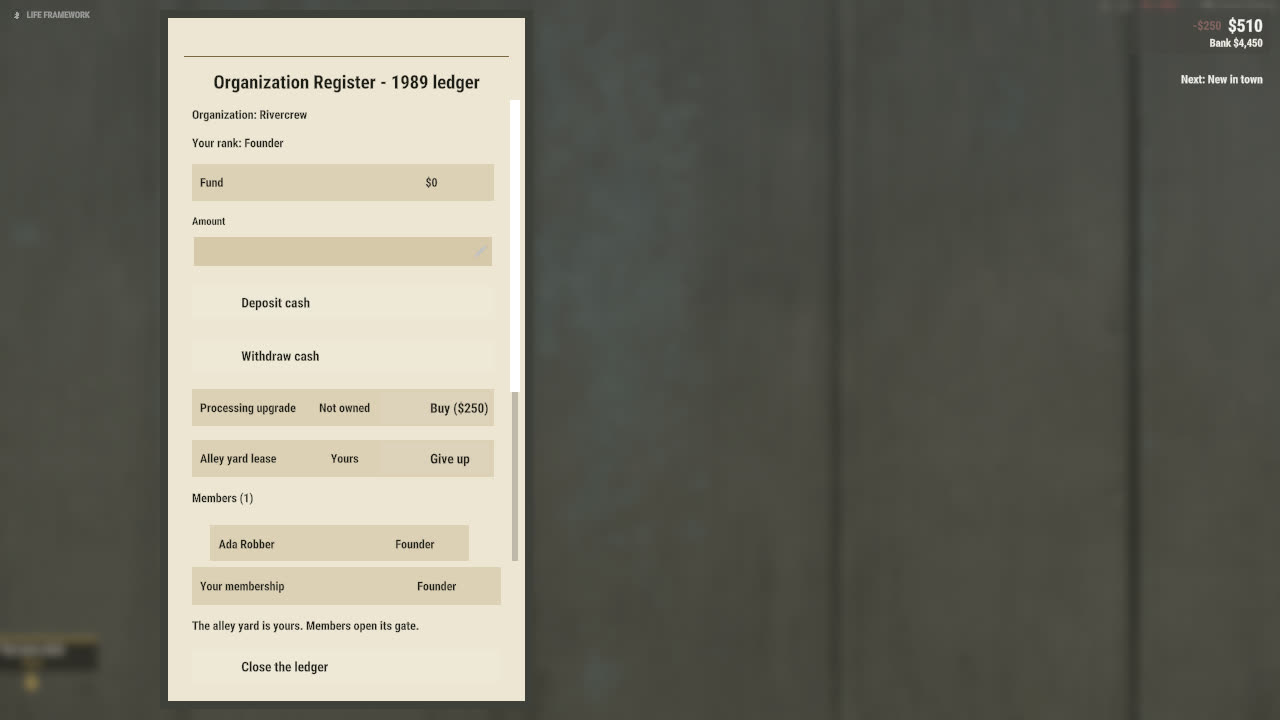 LIFE FRAMEWORK
-$250 $510
Bank $4,450
Next: New in town
Organization Register - 1989 ledger
Organization: Rivercrew
Your rank: Founder
Fund $0
Amount
Deposit cash
Withdraw cash
Processing upgrade Not owned Buy ($250)
Alley yard lease Yours Give up
Members (1)
Ada Robber Founder
Your membership Founder
The alley yard is yours. Members open its gate.
Close the ledger